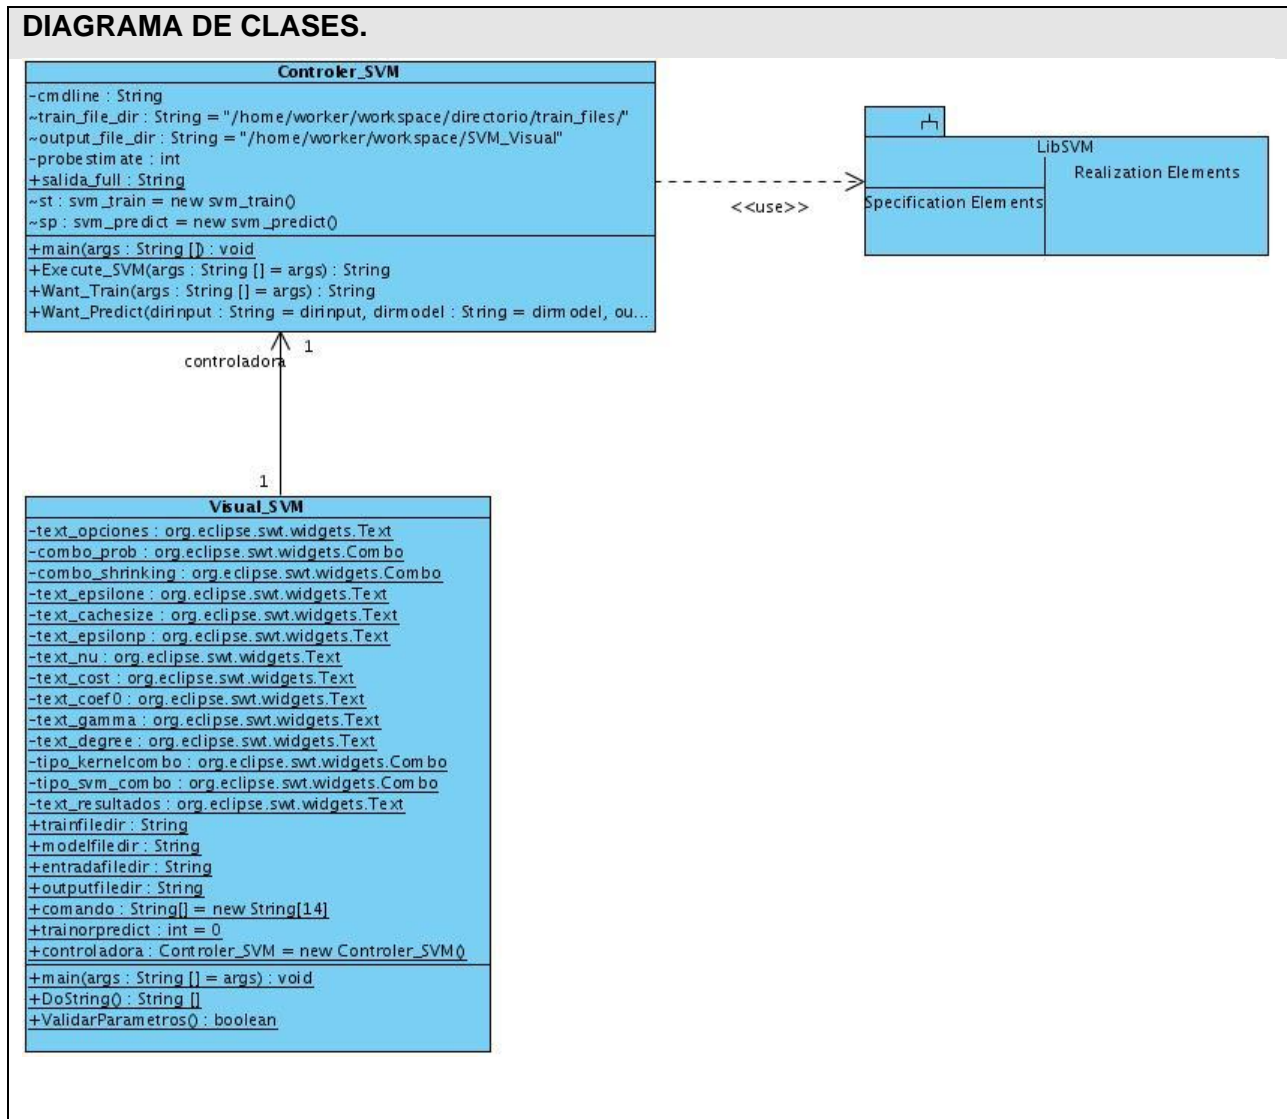 DIAGRAMA DE CLASES.
Controler_SVM
-cmdline : String
~train_file_dir : String = "/home/worker/workspace/directorio/train_files/"
~output_file_dir : String = "/home/worker/workspace/SVM_Visual"
-probestimate : int
+salida_full : String
~st : svm_train = new svm_train()
~sp : svm_predict = new svm_predict()
+main(args : String []) : void
+Execute_SVM(args : String [] = args) : String
+Want_Train(args : String [] = args) : String
+Want_Predict(dirinput : String = dirinput, dirmodel : String = dirmodel, ou...
<<use>>
LibSVM
Specification Elements
Realization Elements
1
controladora
1
Visual_SVM
-text_opciones : org.eclipse.swt.widgets.Text
-combo_prob : org.eclipse.swt.widgets.Combo
-combo_shrinking : org.eclipse.swt.widgets.Combo
-text_epsilone : org.eclipse.swt.widgets.Text
-text_cachesize : org.eclipse.swt.widgets.Text
-text_epsilonp : org.eclipse.swt.widgets.Text
-text_nu : org.eclipse.swt.widgets.Text
-text_cost : org.eclipse.swt.widgets.Text
-text_coef0 : org.eclipse.swt.widgets.Text
-text_gamma : org.eclipse.swt.widgets.Text
-text_degree : org.eclipse.swt.widgets.Text
-tipo_kernelcombo : org.eclipse.swt.widgets.Combo
-tipo_svm_combo : org.eclipse.swt.widgets.Combo
-text_resultados : org.eclipse.swt.widgets.Text
+trainfiledir : String
+modelfiledir : String
+entradafiledir : String
+outputfiledir : String
+comando : String[] = new String[14]
+trainorpredict : int = 0
+controladora : Controler_SVM = new Controler_SVM()
+main(args : String [] = args) : void
+DoString() : String []
+ValidarParametros() : boolean